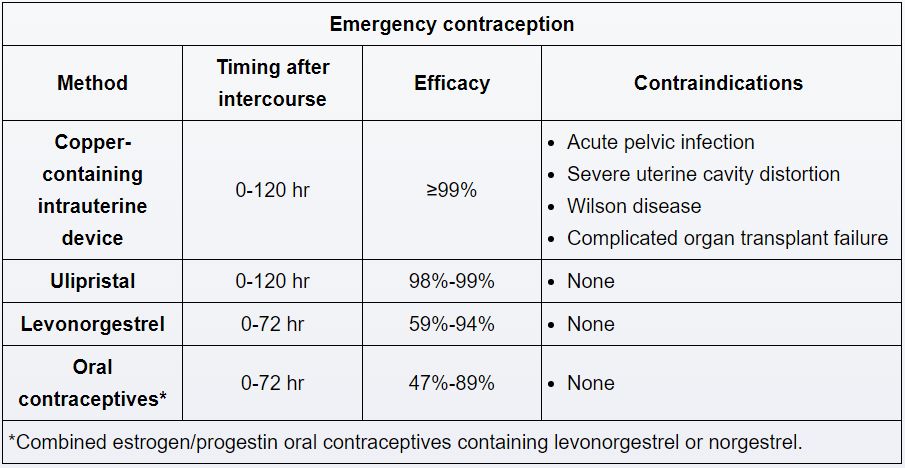 Emergency contraception
Method
Timing after
intercourse
Efficacy
Contraindications
Copper-
containing
intrauterine
device
0-120 hr
≥99%
• Acute pelvic infection
• Severe uterine cavity distortion
• Wilson disease
• Complicated organ transplant failure
Ulipristal
0-120 hr
98%-99%
• None
Levonorgestrel
0-72 hr
59%-94%
• None
Oral
contraceptives*
0-72 hr
47%-89%
• None
*Combined estrogen/progestin oral contraceptives containing levonorgestrel or norgestrel.